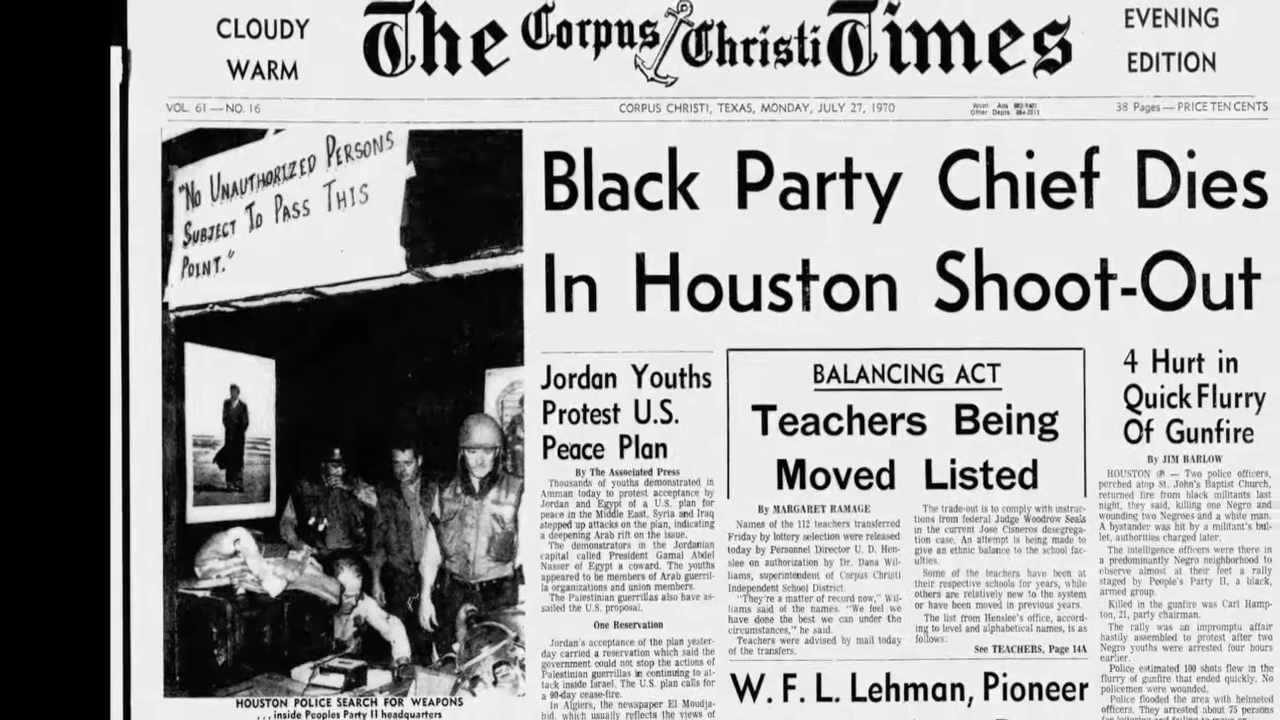 CLOUDY
WARM
The Corpus Christi Times
EVENING
EDITION
VOL. 61 — NO. 16
CORPUS CHRISTI, TEXAS, MONDAY, JULY 27, 1970
38 Pages — PRICE TEN CENTS
"NO UNAUTHORIZED PERSONS
SUBJECT TO PASS THIS
POINT."
HOUSTON POLICE SEARCH FOR WEAPONS
... inside Peoples Party II headquarters
Black Party Chief Dies
In Houston Shoot-Out
Jordan Youths
Protest U.S.
Peace Plan
By The Associated Press
Thousands of youths demonstrated in
Amman today to protest acceptance by
Jordan and Egypt of a U.S. plan for
peace in the Middle East. Syria and Iraq
stepped up attacks on the plan, indicating
a deepening Arab rift on the issue.
The demonstrators in the Jordanian
capital called President Gamal Abdel
Nasser of Egypt a coward. The youths
appeared to be members of Arab guerril-
la organizations and union members.
The Palestinian guerrillas also have as-
sailed the U.S. proposal.
One Reservation
Jordan's acceptance of the plan yester-
day carried a reservation which said the
government could not stop the actions of
Palestinian guerrillas in continuing to at-
tack inside Israel. The U.S. plan calls for
a 90-day cease-fire.
In Algiers, the newspaper El Moudja-
hid, which usually reflects the views of
BALANCING ACT
Teachers Being
Moved Listed
By MARGARET RAMAGE
Names of the 112 teachers transferred
Friday by lottery selection were released
today by Personnel Director U. D. Hen-
slee on authorization by Dr. Dana Wil-
liams, superintendent of Corpus Christi
Independent School District.
"They're a matter of record now," Wil-
liams said of the names. "We feel we
have done the best we can under the
circumstances," he said.
Teachers were advised by mail today
of the transfers.
The trade-out is to comply with instruc-
tions from federal Judge Woodrow Seals
in the current Jose Cisneros desegrega-
tion case. An attempt is being made to
give an ethnic balance to the school fac-
ulties.
Some of the teachers have been at
their respective schools for years, while
others are relatively new to the system
or have been moved in previous years.
The list from Henslee's office, accord-
ing to level and alphabetical names, is as
follows:
See TEACHERS, Page 14A
W. F. L. Lehman, Pioneer
4 Hurt in
Quick Flurry
Of Gunfire
By JIM BARLOW
HOUSTON (P) — Two police officers,
perched atop St. John's Baptist Church,
returned fire from black militants last
night, they said, killing one Negro and
wounding two Negroes and a white man.
A bystander was hit by a militant's bul-
let, authorities charged later.
The intelligence officers were there in
a predominantly Negro neighborhood to
observe almost at their feet a rally
staged by People's Party II, a black,
armed group.
Killed in the gunfire was Carl Hamp-
ton, 21, party chairman.
The rally was an impromptu affair
hastily assembled to protest after two
Negro youths were arrested four hours
earlier.
Police estimated 100 shots flew in the
flurry of gunfire that ended quickly. No
policemen were wounded.
Police flooded the area with helmeted
officers. They arrested about 75 persons